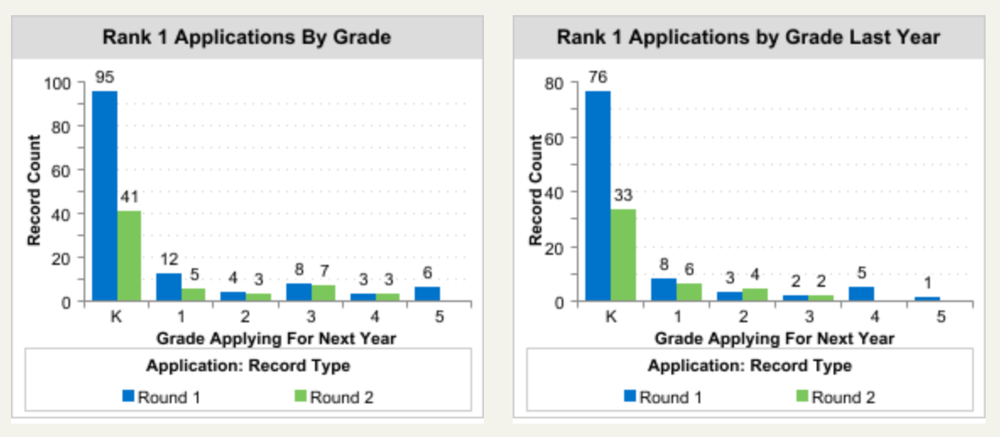 Rank 1 Applications By Grade
Record Count
100
80
60
40
20
0
95
41
12
5
4
3
8
7
3
3
6
K 1 2 3 4 5
Grade Applying For Next Year
Application: Record Type
Round 1 Round 2
Rank 1 Applications by Grade Last Year
Record Count
80
60
40
20
0
76
33
8
6
3
4
2
2
5
1
K 1 2 3 4 5
Grade Applying For Next Year
Application: Record Type
Round 1 Round 2